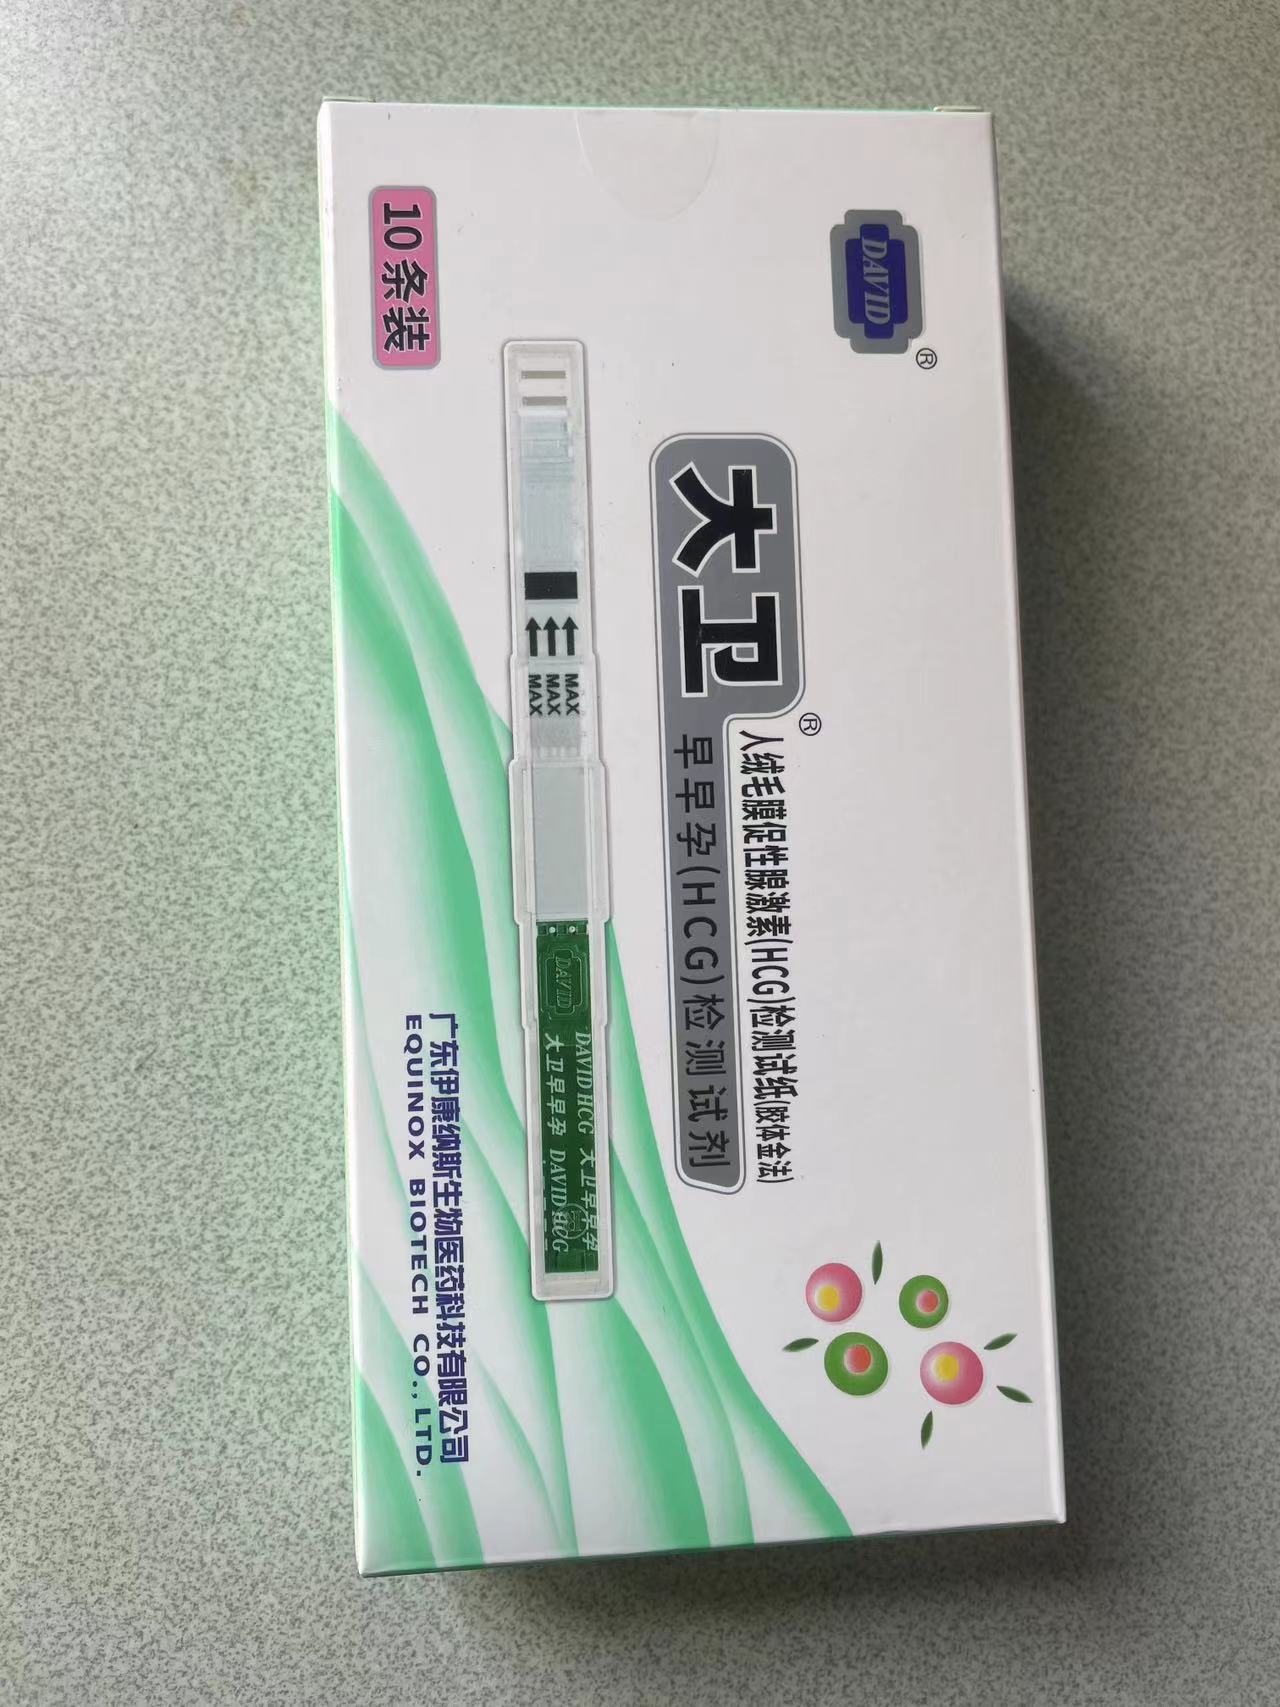 DAVID
®
大卫®
人绒毛膜促性腺激素(HCG)检测试纸(胶体金法)
早早孕(HCG)检测试剂
MAX
MAX
MAX
DAVID
DAVID HCG 大卫早早孕
大卫早早孕 DAVID HCG
10条装
广东伊康纳斯生物医药科技有限公司
EQUINOX BIOTECH CO., LTD.